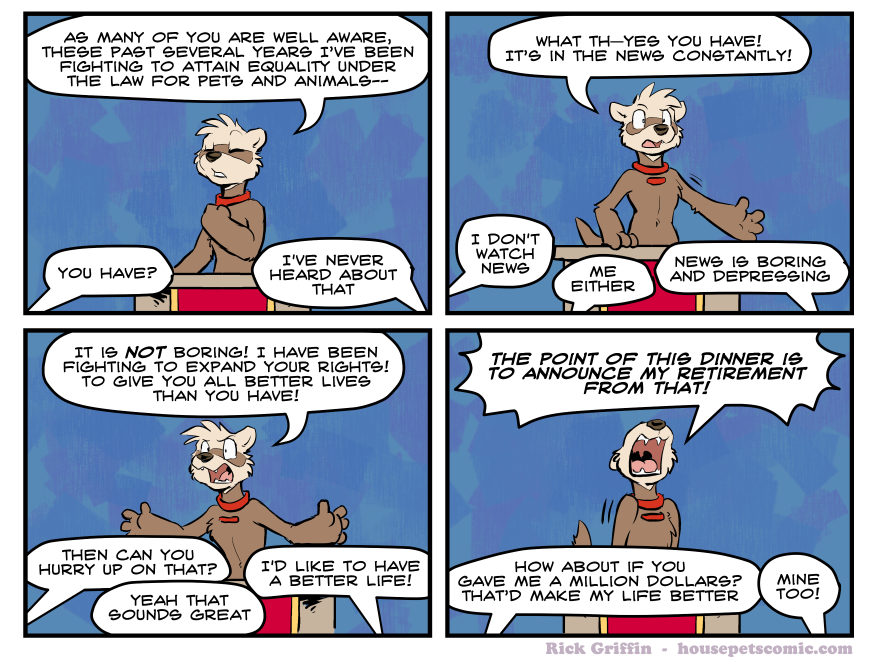 AS MANY OF YOU ARE WELL AWARE,
THESE PAST SEVERAL YEARS I'VE BEEN
FIGHTING TO ATTAIN EQUALITY UNDER
THE LAW FOR PETS AND ANIMALS--
YOU HAVE?
I'VE NEVER
HEARD ABOUT
THAT
WHAT TH—YES YOU HAVE!
IT'S IN THE NEWS CONSTANTLY!
I DON'T
WATCH
NEWS
ME
EITHER
NEWS IS BORING
AND DEPRESSING
IT IS NOT BORING! I HAVE BEEN
FIGHTING TO EXPAND YOUR RIGHTS!
TO GIVE YOU ALL BETTER LIVES
THAN YOU HAVE!
THEN CAN YOU
HURRY UP ON THAT?
YEAH THAT
SOUNDS GREAT
I'D LIKE TO HAVE
A BETTER LIFE!
THE POINT OF THIS DINNER IS
TO ANNOUNCE MY RETIREMENT
FROM THAT!
HOW ABOUT IF YOU
GAVE ME A MILLION DOLLARS?
THAT'D MAKE MY LIFE BETTER
MINE
TOO!
Rick Griffin - housepetscomic.com